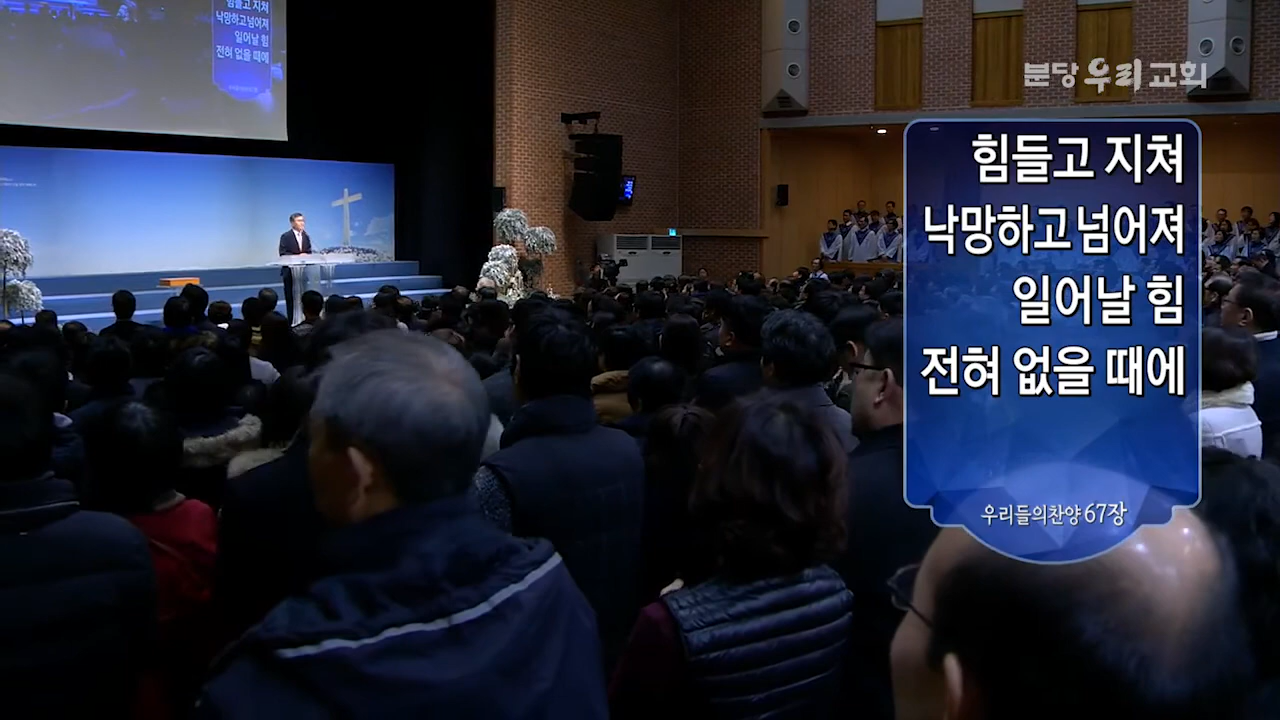 힘들고 지쳐
낙망하고 넘어져
일어날 힘
전혀 없을 때에
분당우리교회
힘들고 지쳐
낙망하고 넘어져
일어날 힘
전혀 없을 때에
우리들의찬양 67장